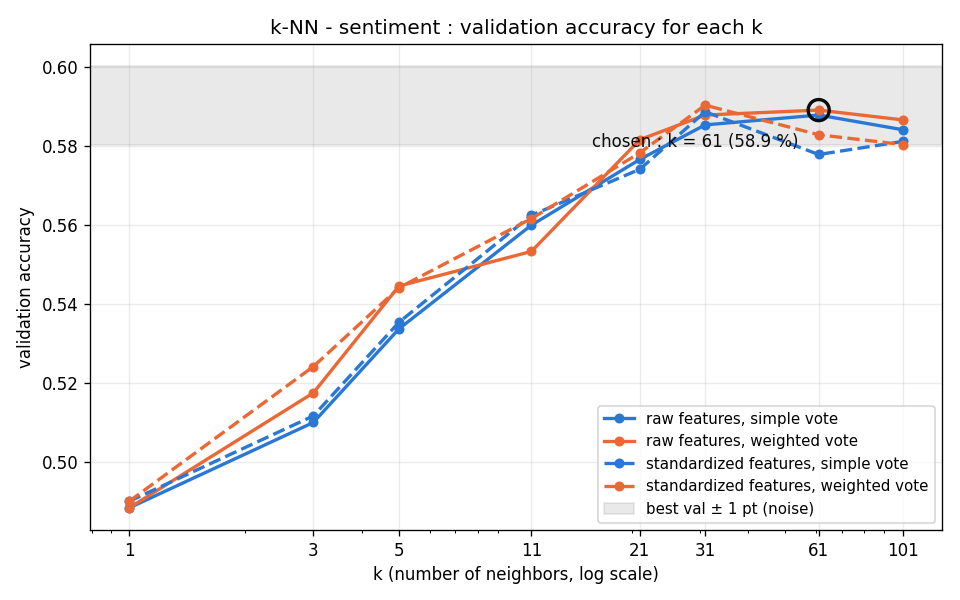 k-NN - sentiment : validation accuracy for each k
validation accuracy
0.60
0.58
0.56
0.54
0.52
0.50
chosen : k = 61 (58.9 %)
raw features, simple vote
raw features, weighted vote
standardized features, simple vote
standardized features, weighted vote
best val ± 1 pt (noise)
1 3 5 11 21 31 61 101
k (number of neighbors, log scale)